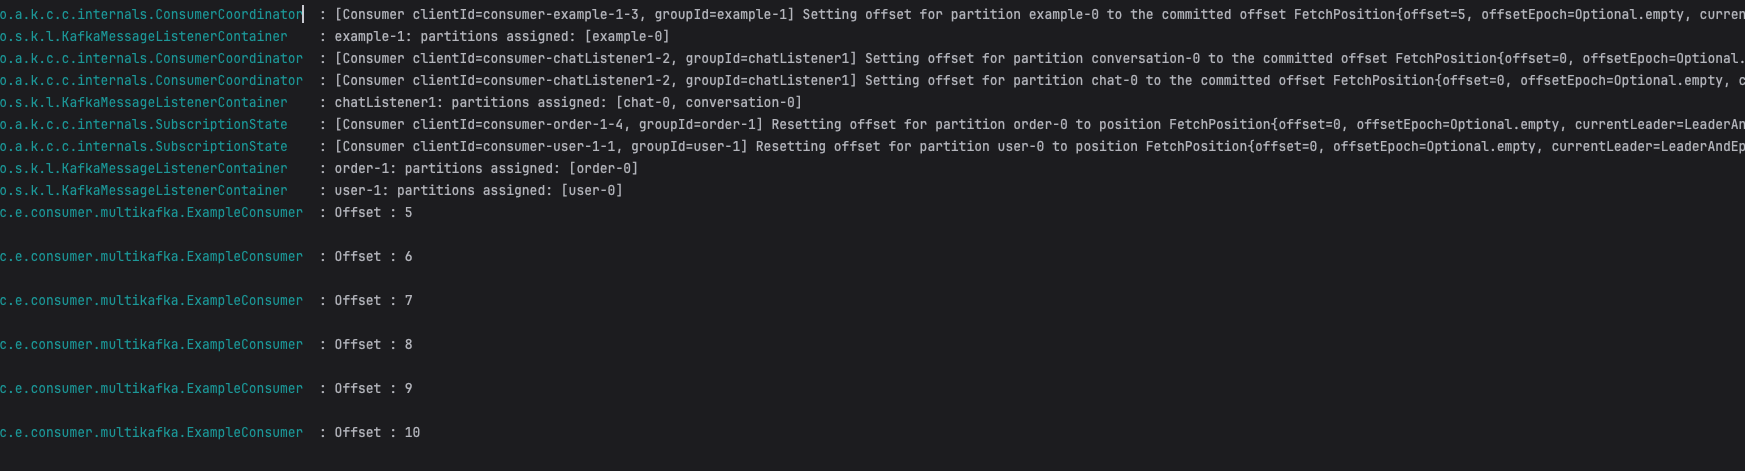 o.a.k.c.c.internals.ConsumerCoordinator  : [Consumer clientId=consumer-example-1-3, groupId=example-1] Setting offset for partition example-0 to the committed offset FetchPosition{offset=5, offsetEpoch=Optional.empty, curren
o.s.k.l.KafkaMessageListenerContainer    : example-1: partitions assigned: [example-0]
o.a.k.c.c.internals.ConsumerCoordinator  : [Consumer clientId=consumer-chatListener1-2, groupId=chatListener1] Setting offset for partition conversation-0 to the committed offset FetchPosition{offset=0, offsetEpoch=Optional.
o.a.k.c.c.internals.ConsumerCoordinator  : [Consumer clientId=consumer-chatListener1-2, groupId=chatListener1] Setting offset for partition chat-0 to the committed offset FetchPosition{offset=0, offsetEpoch=Optional.empty, c
o.s.k.l.KafkaMessageListenerContainer    : chatListener1: partitions assigned: [chat-0, conversation-0]
o.a.k.c.c.internals.SubscriptionState    : [Consumer clientId=consumer-order-1-4, groupId=order-1] Resetting offset for partition order-0 to position FetchPosition{offset=0, offsetEpoch=Optional.empty, currentLeader=LeaderAn
o.a.k.c.c.internals.SubscriptionState    : [Consumer clientId=consumer-user-1-1, groupId=user-1] Resetting offset for partition user-0 to position FetchPosition{offset=0, offsetEpoch=Optional.empty, currentLeader=LeaderAndEp
o.s.k.l.KafkaMessageListenerContainer    : order-1: partitions assigned: [order-0]
o.s.k.l.KafkaMessageListenerContainer    : user-1: partitions assigned: [user-0]
c.e.consumer.multikafka.ExampleConsumer  : Offset : 5
c.e.consumer.multikafka.ExampleConsumer  : Offset : 6
c.e.consumer.multikafka.ExampleConsumer  : Offset : 7
c.e.consumer.multikafka.ExampleConsumer  : Offset : 8
c.e.consumer.multikafka.ExampleConsumer  : Offset : 9
c.e.consumer.multikafka.ExampleConsumer  : Offset : 10